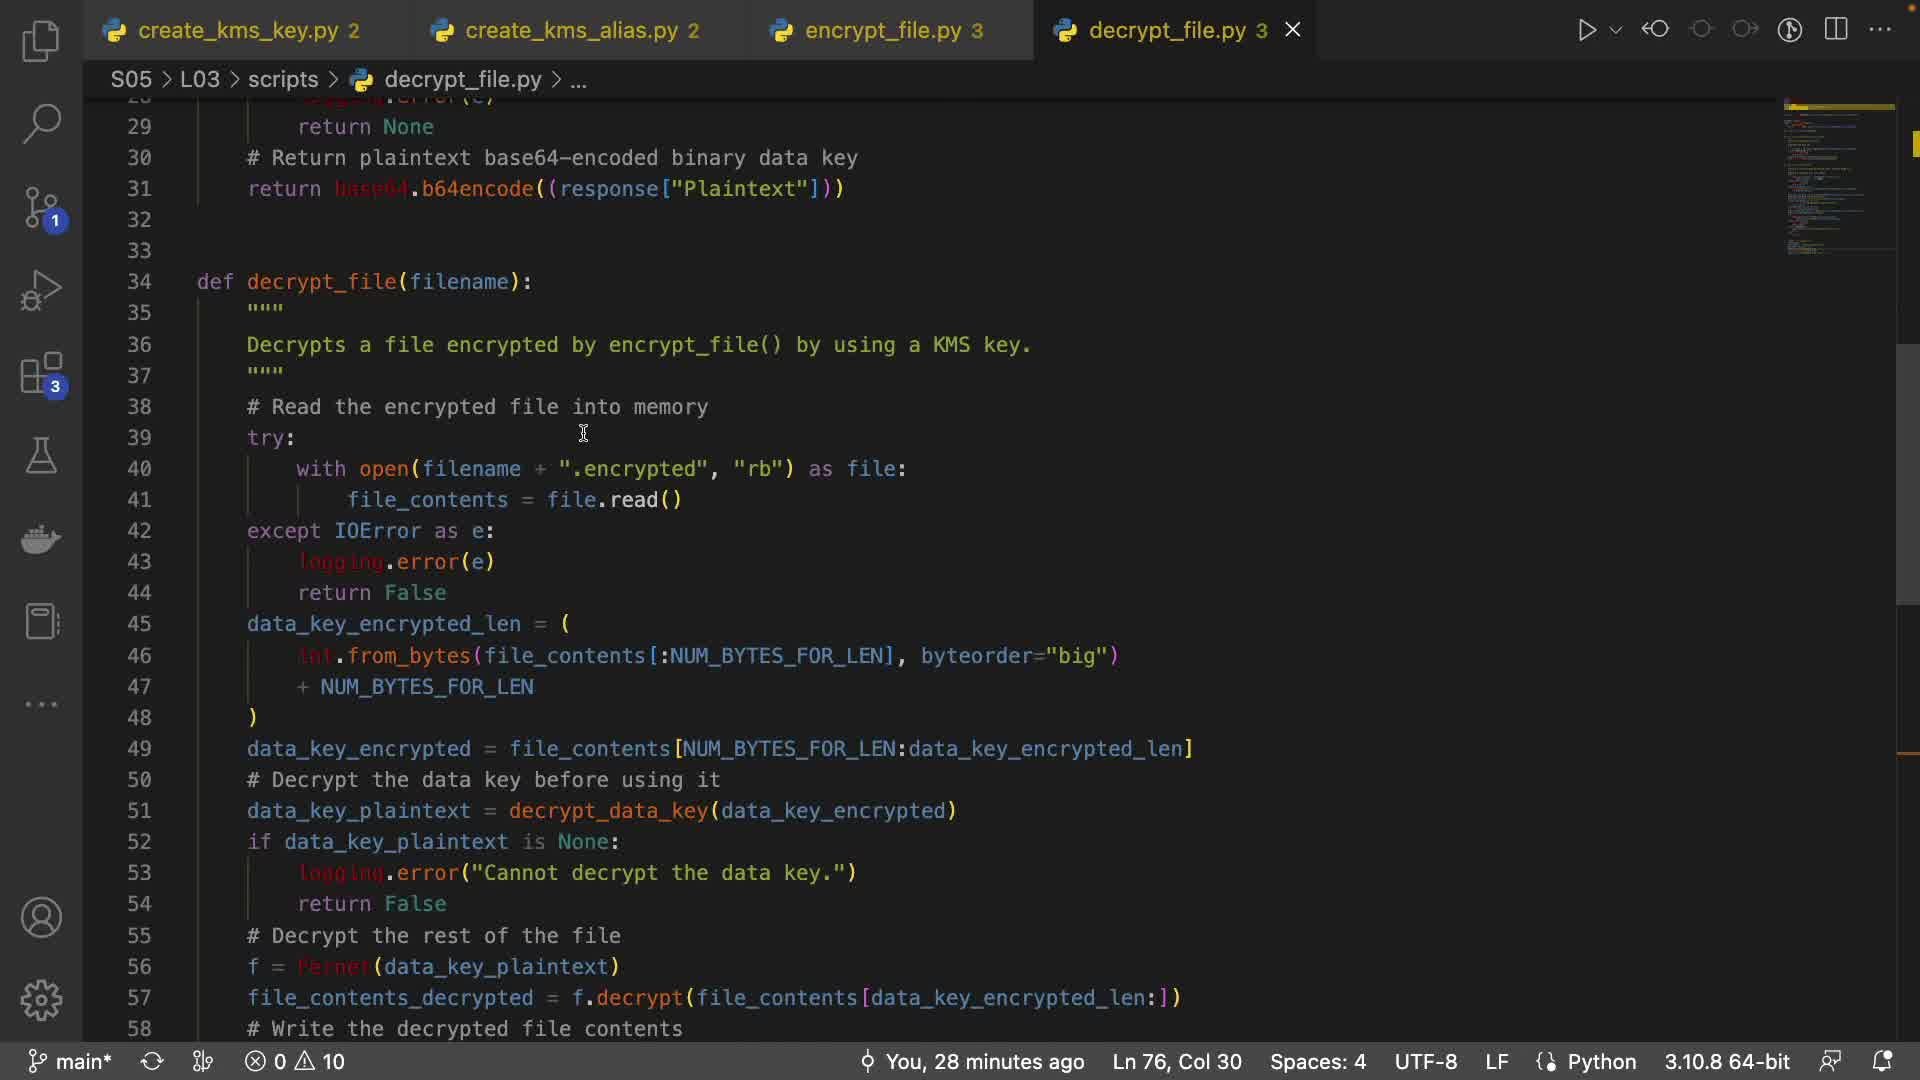 create_kms_key.py 2
create_kms_alias.py 2
encrypt_file.py 3
decrypt_file.py 3
S05 > L03 > scripts > decrypt_file.py > ...
28 logging.error(e)
29 return None
30 # Return plaintext base64-encoded binary data key
31 return base64.b64encode((response["Plaintext"]))
32
33
34 def decrypt_file(filename):
35 """
36 Decrypts a file encrypted by encrypt_file() by using a KMS key.
37 """
38 # Read the encrypted file into memory
39 try:
40 with open(filename + ".encrypted", "rb") as file:
41 file_contents = file.read()
42 except IOError as e:
43 logging.error(e)
44 return False
45 data_key_encrypted_len = (
46 int.from_bytes(file_contents[:NUM_BYTES_FOR_LEN], byteorder="big")
47 + NUM_BYTES_FOR_LEN
48 )
49 data_key_encrypted = file_contents[NUM_BYTES_FOR_LEN:data_key_encrypted_len]
50 # Decrypt the data key before using it
51 data_key_plaintext = decrypt_data_key(data_key_encrypted)
52 if data_key_plaintext is None:
53 logging.error("Cannot decrypt the data key.")
54 return False
55 # Decrypt the rest of the file
56 f = Fernet(data_key_plaintext)
57 file_contents_decrypted = f.decrypt(file_contents[data_key_encrypted_len:])
58 # Write the decrypted file contents
1
3
main* 0 10 You, 28 minutes ago Ln 76, Col 30 Spaces: 4 UTF-8 LF Python 3.10.8 64-bit